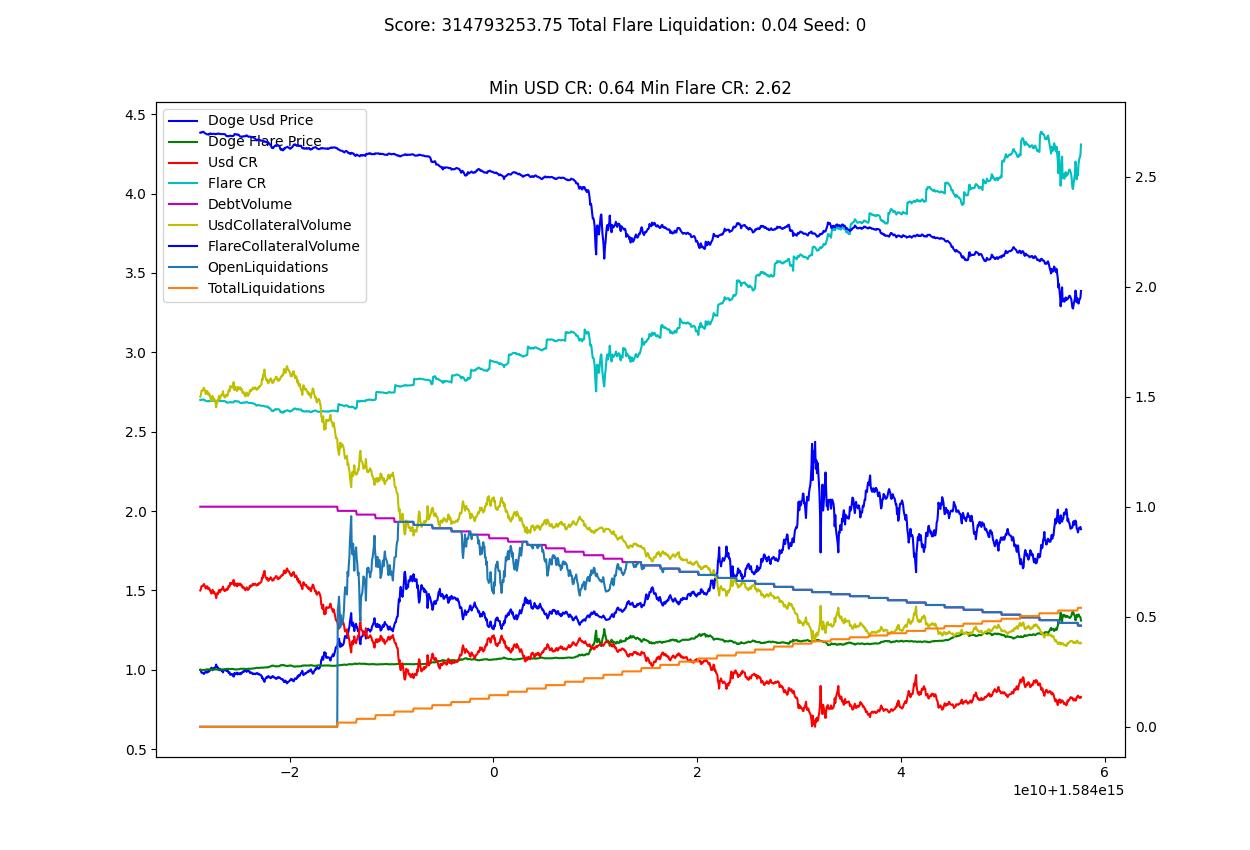 Score: 314793253.75 Total Flare Liquidation: 0.04 Seed: 0
Min USD CR: 0.64 Min Flare CR: 2.62
Doge Usd Price
Doge Flare Price
Usd CR
Flare CR
DebtVolume
UsdCollateralVolume
FlareCollateralVolume
OpenLiquidations
TotalLiquidations
4.5
4.0
3.5
3.0
2.5
2.0
1.5
1.0
0.5
2.5
2.0
1.5
1.0
0.5
0.0
−2
0
2
4
6
1e10+1.584e15